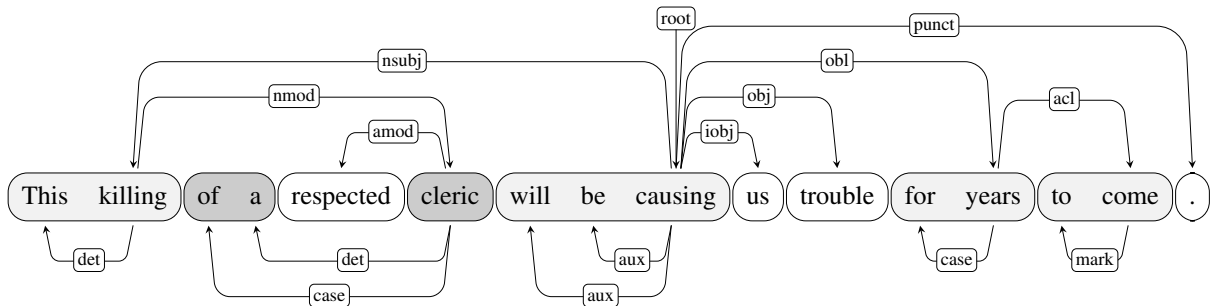 root
punct
nsubj obl
nmod obj acl
amod iobj
This killing of a respected cleric will be causing us trouble for years to come .
det det aux case mark
case aux